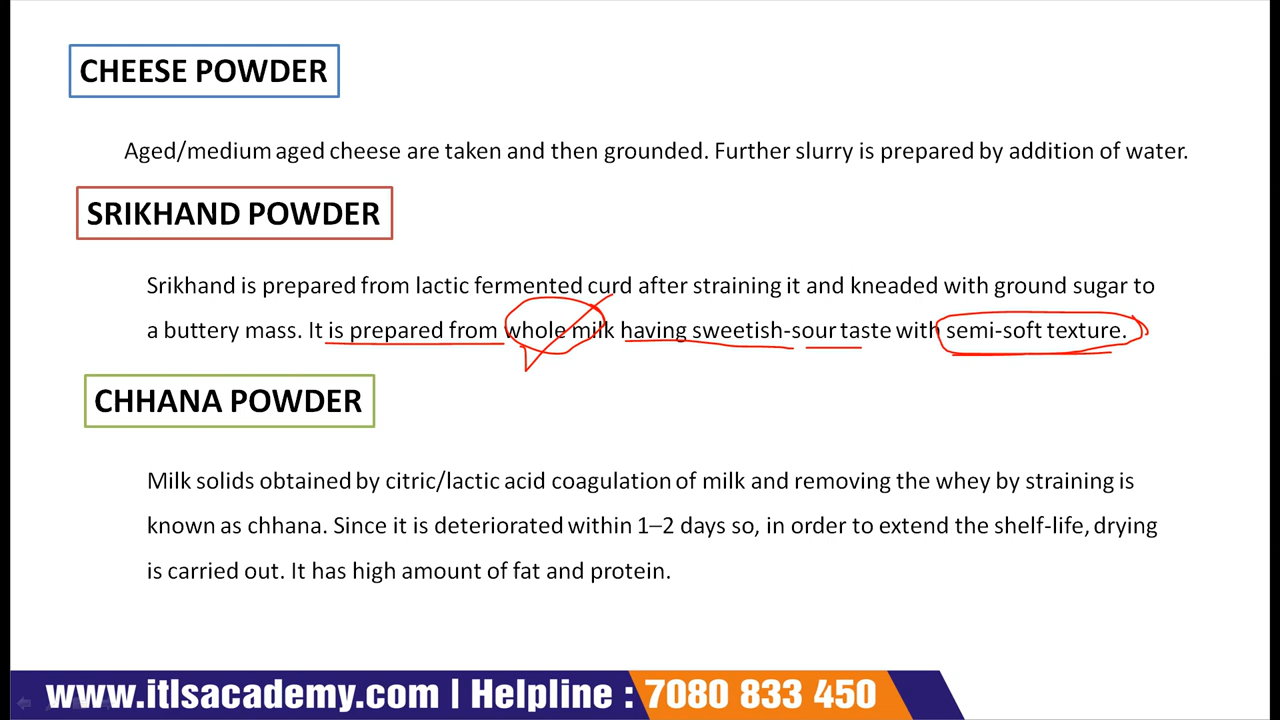 CHEESE POWDER
Aged/medium aged cheese are taken and then grounded. Further slurry is prepared by addition of water.
SRIKHAND POWDER
Srikhand is prepared from lactic fermented curd after straining it and kneaded with ground sugar to
a buttery mass. It is prepared from whole milk having sweetish-sour taste with semi-soft texture.
CHHANA POWDER
Milk solids obtained by citric/lactic acid coagulation of milk and removing the whey by straining is
known as chhana. Since it is deteriorated within 1–2 days so, in order to extend the shelf-life, drying
is carried out. It has high amount of fat and protein.
www.itlsacademy.com | Helpline : 7080 833 450